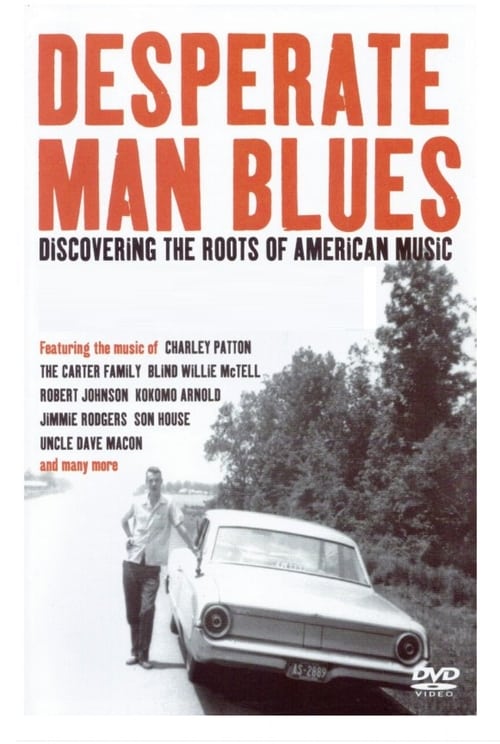 DESPERATE
MAN BLUES
DiSCOVERiNG THE ROOTS OF AMERiCAN MUSiC
Featuring the music of CHARLEY PATTON
THE CARTER FAMiLY BLiND WiLLiE McTELL
ROBERT JOHNSON KOKOMO ARNOLD
JiMMiE RODGERS SON HOUSE
UNCLE DAVE MACON
and many more
AS-2889
DVD
VIDEO